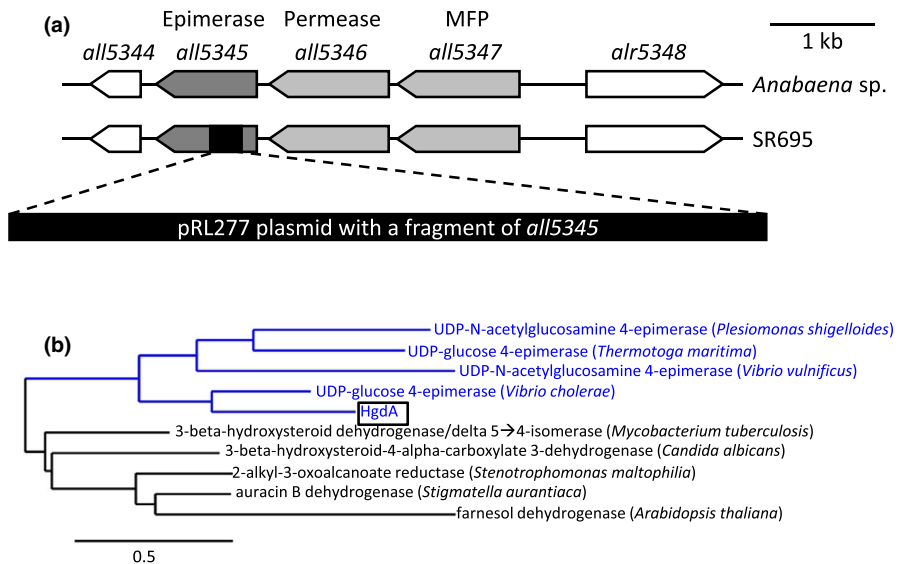 (a)
Epimerase Permease MFP
all5344 all5345 all5346 all5347 alr5348
1 kb
Anabaena sp.
SR695
pRL277 plasmid with a fragment of all5345
(b)
UDP-N-acetylglucosamine 4-epimerase (Plesiomonas shigelloides)
UDP-glucose 4-epimerase (Thermotoga maritima)
UDP-N-acetylglucosamine 4-epimerase (Vibrio vulnificus)
UDP-glucose 4-epimerase (Vibrio cholerae)
HgdA
3-beta-hydroxysteroid dehydrogenase/delta 5→4-isomerase (Mycobacterium tuberculosis)
3-beta-hydroxysteroid-4-alpha-carboxylate 3-dehydrogenase (Candida albicans)
2-alkyl-3-oxoalcanoate reductase (Stenotrophomonas maltophilia)
auracin B dehydrogenase (Stigmatella aurantiaca)
farnesol dehydrogenase (Arabidopsis thaliana)
0.5